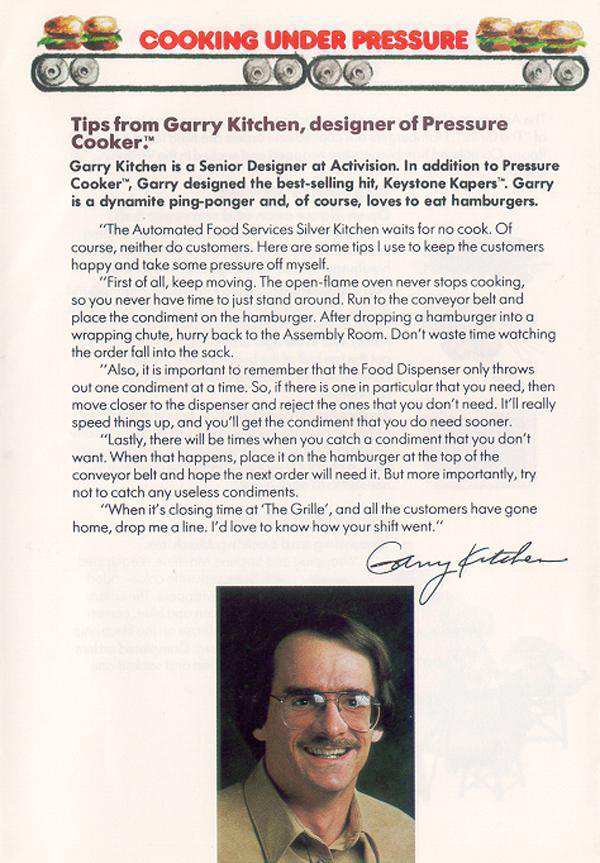 COOKING UNDER PRESSURE
Tips from Garry Kitchen, designer of Pressure
Cooker.™
Garry Kitchen is a Senior Designer at Activision. In addition to Pressure
Cooker™, Garry designed the best-selling hit, Keystone Kapers™. Garry
is a dynamite ping-ponger and, of course, loves to eat hamburgers.
"The Automated Food Services Silver Kitchen waits for no cook. Of
course, neither do customers. Here are some tips I use to keep the customers
happy and take some pressure off myself.
"First of all, keep moving. The open-flame oven never stops cooking,
so you never have time to just stand around. Run to the conveyor belt and
place the condiment on the hamburger. After dropping a hamburger into a
wrapping chute, hurry back to the Assembly Room. Don't waste time watching
the order fall into the sack.
"Also, it is important to remember that the Food Dispenser only throws
out one condiment at a time. So, if there is one in particular that you need, then
move closer to the dispenser and reject the ones that you don't need. It'll really
speed things up, and you'll get the condiment that you do need sooner.
"Lastly, there will be times when you catch a condiment that you don't
want. When that happens, place it on the hamburger at the top of the
conveyor belt and hope the next order will need it. But more importantly, try
not to catch any useless condiments.
"When it's closing time at 'The Grille', and all the customers have gone
home, drop me a line. I'd love to know how your shift went."
Garry Kitchen